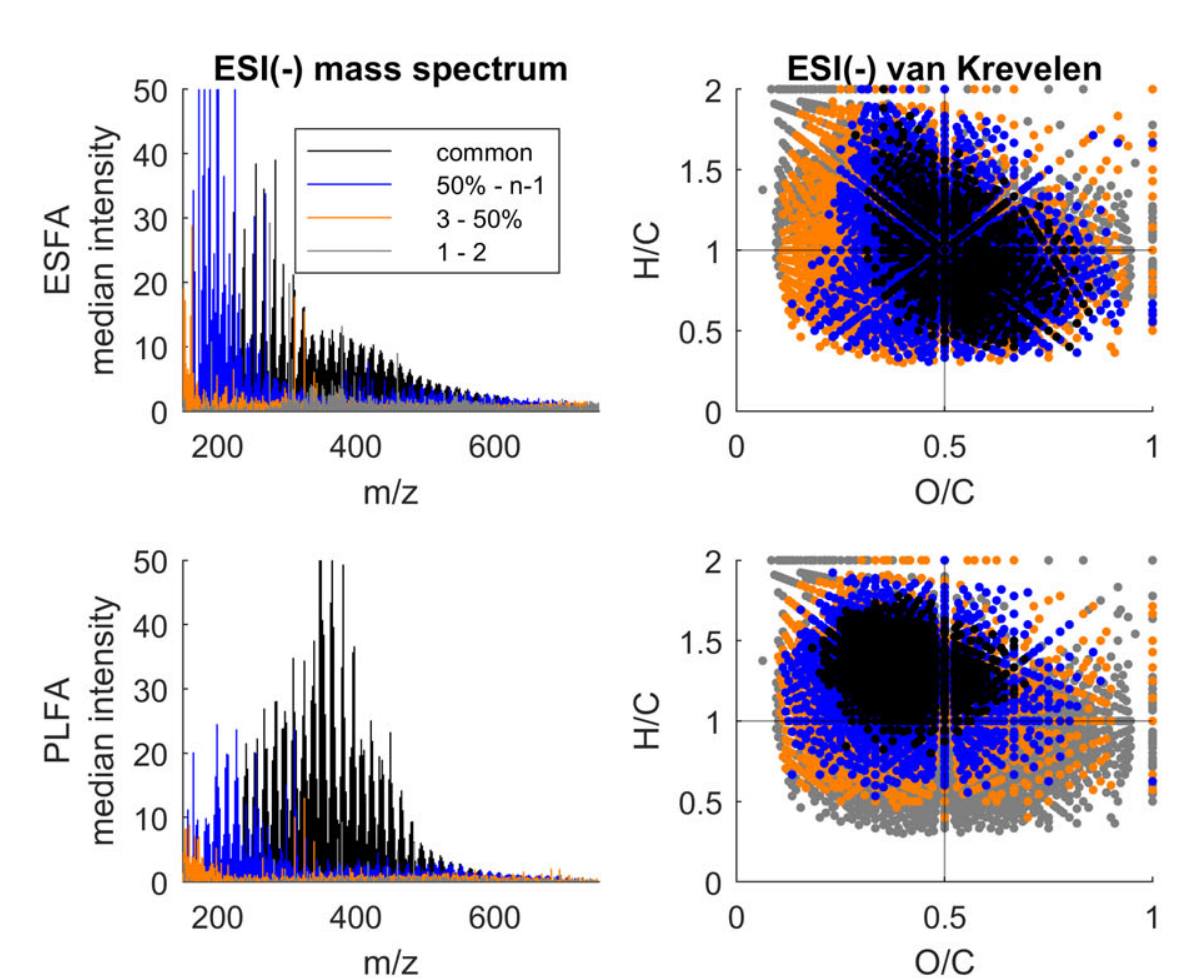 ESI(-) mass spectrum
ESFA
median intensity
50
40
30
20
10
0
common
50% - n-1
3 - 50%
1 - 2
200
400
600
m/z
ESI(-) van Krevelen
H/C
2
1.5
1
0.5
0
0
0.5
1
O/C
PLFA
median intensity
50
40
30
20
10
0
200
400
600
m/z
H/C
2
1.5
1
0.5
0
0
0.5
1
O/C